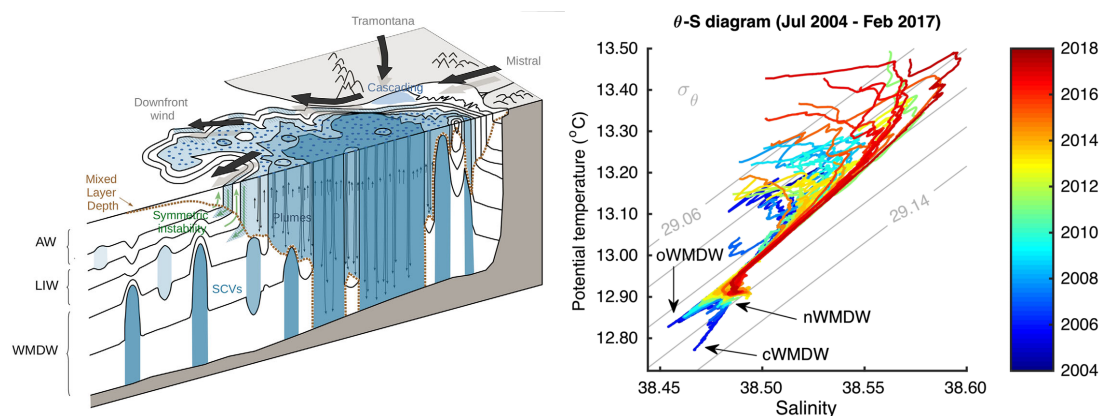 Tramontana
Mistral
Cascading
Downfront
wind
Mixed
Layer
Depth
Symmetric
instability
Plumes
AW
LIW
SCVs
WMDW
θ-S diagram (Jul 2004 - Feb 2017)
Potential temperature (°C)
13.50
13.40
13.30
13.20
13.10
13.00
12.90
12.80
σθ
29.06
29.14
oWMDW
nWMDW
cWMDW
38.45
38.50
38.55
38.60
Salinity
2018
2016
2014
2012
2010
2008
2006
2004